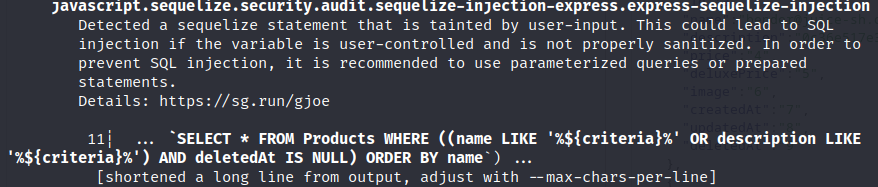 javascript.sequelize.security.audit.sequelize-injection-express.express-sequelize-injection
Detected a sequelize statement that is tainted by user-input. This could lead to SQL
injection if the variable is user-controlled and is not properly sanitized. In order to
prevent SQL injection, it is recommended to use parameterized queries or prepared
statements.
Details: https://sg.run/gjoe
11┆ … `SELECT * FROM Products WHERE ((name LIKE '%${criteria}%' OR description LIKE
'%${criteria}%') AND deletedAt IS NULL) ORDER BY name`) …
[shortened a long line from output, adjust with --max-chars-per-line]
"image":"6",
"createdAt":"7",